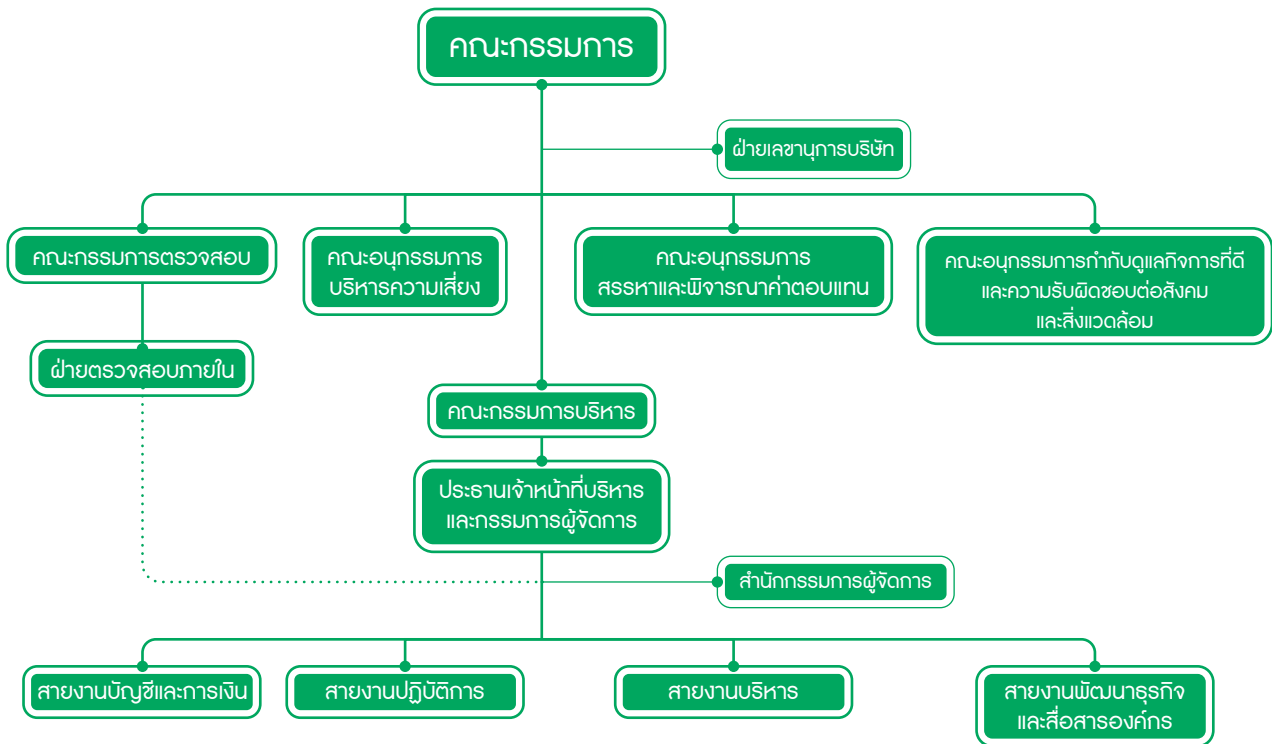 คณะกรรมการ
ฝ่ายเลขานุการบริษัท
คณะกรรมการตรวจสอบ
คณะอนุกรรมการ
บริหารความเสี่ยง
คณะอนุกรรมการ
สรรหาและพิจารณาค่าตอบแทน
คณะอนุกรรมการกำกับดูแลกิจการที่ดี
และความรับผิดชอบต่อสังคม
และสิ่งแวดล้อม
ฝ่ายตรวจสอบภายใน
คณะกรรมการบริหาร
ประธานเจ้าหน้าที่บริหาร
และกรรมการผู้จัดการ
สำนักกรรมการผู้จัดการ
สายงานบัญชีและการเงิน
สายงานปฏิบัติการ
สายงานบริหาร
สายงานพัฒนาธุรกิจ
และสื่อสารองค์กร